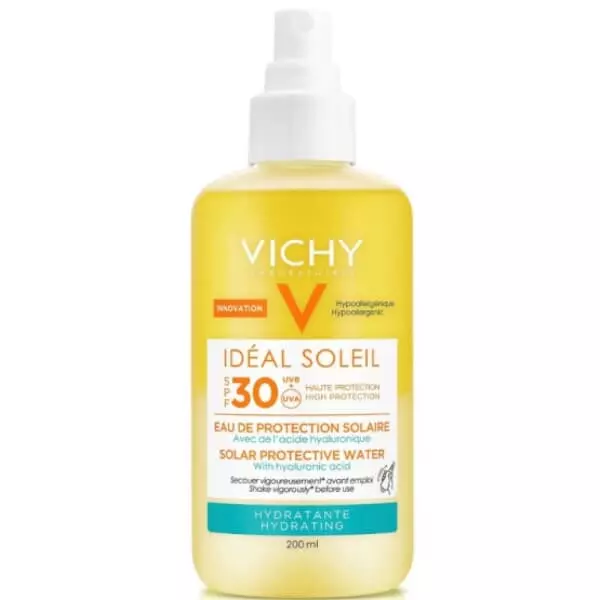 VICHY
LABORATOIRES
INNOVATION
Hypoallergénique
Hypoallergenic
IDÉAL SOLEIL
SPF 30 UVB + UVA
HAUTE PROTECTION
HIGH PROTECTION
EAU DE PROTECTION SOLAIRE
Avec de l'acide hyaluronique
SOLAR PROTECTIVE WATER
With hyaluronic acid
Secouer vigoureusement* avant emploi
Shake vigorously* before use
HYDRATANTE
HYDRATING
200 ml